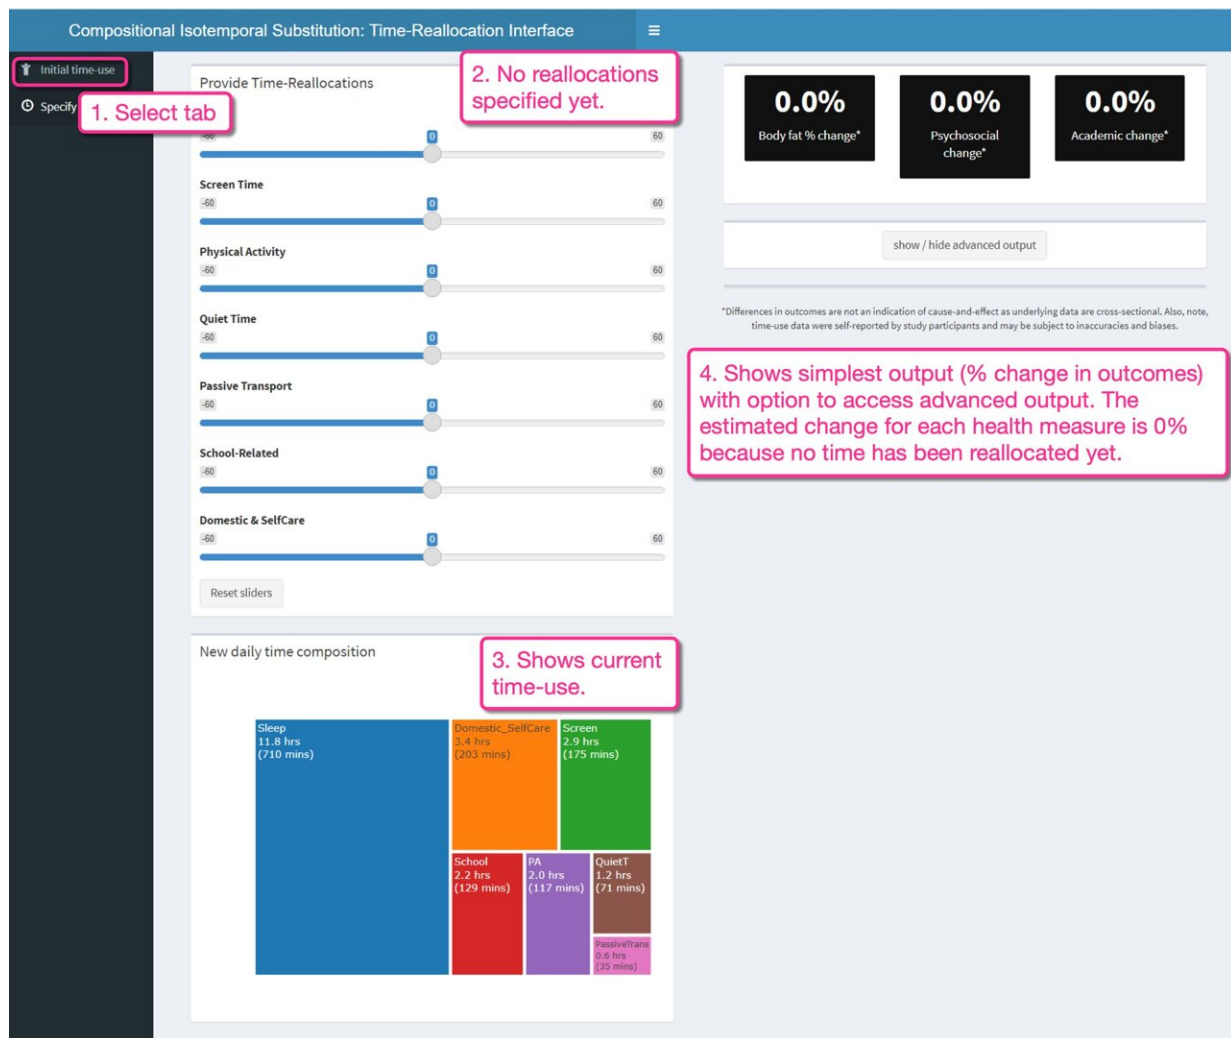 Compositional Isotemporal Substitution: Time-Reallocation Interface
Initial time-use
Specify
1. Select tab
Provide Time-Reallocations
2. No reallocations
specified yet.
-60 0 60
Screen Time
-60 0 60
Physical Activity
-60 0 60
Quiet Time
-60 0 60
Passive Transport
-60 0 60
School-Related
-60 0 60
Domestic & SelfCare
-60 0 60
Reset sliders
New daily time composition
3. Shows current
time-use.
Sleep
11.8 hrs
(710 mins)
Domestic_SelfCare
3.4 hrs
(203 mins)
Screen
2.9 hrs
(175 mins)
School
2.2 hrs
(129 mins)
PA
2.0 hrs
(117 mins)
QuietT
1.2 hrs
(71 mins)
PassiveTrans
0.6 hrs
(35 mins)
0.0%
Body fat % change*
0.0%
Psychosocial
change*
0.0%
Academic change*
show / hide advanced output
*Differences in outcomes are not an indication of cause-and-effect as underlying data are cross-sectional. Also, note,
time-use data were self-reported by study participants and may be subject to inaccuracies and biases.
4. Shows simplest output (% change in outcomes)
with option to access advanced output. The
estimated change for each health measure is 0%
because no time has been reallocated yet.